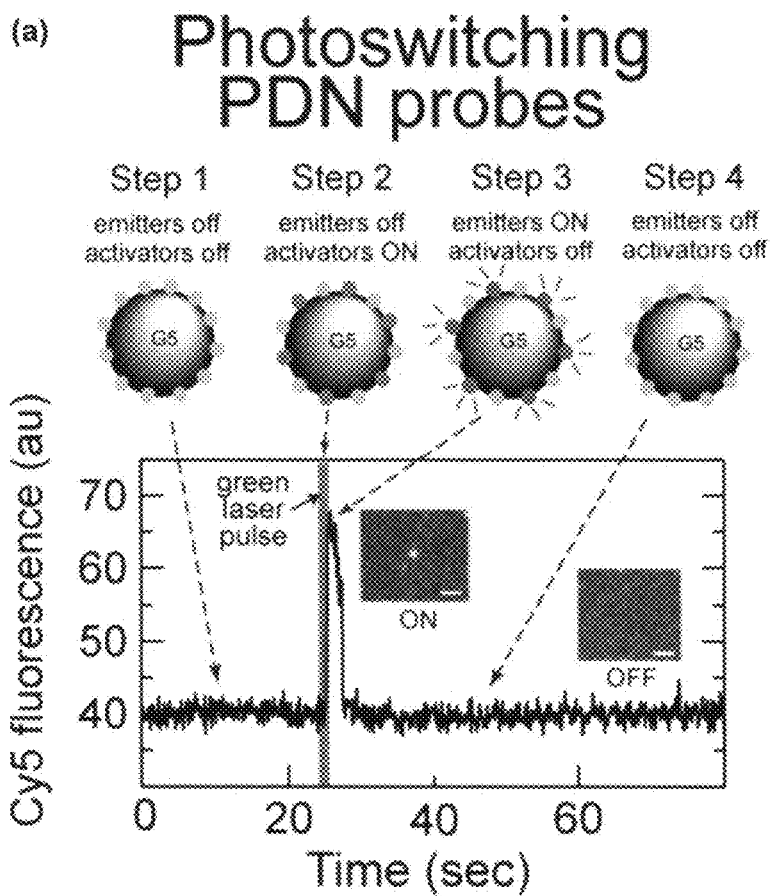 (a)
Photoswitching
PDN probes
Step 1 Step 2 Step 3 Step 4
emitters off emitters off emitters ON emitters off
activators off activators ON activators off activators off
G5 G5 G5 G5
green
laser
pulse
ON
OFF
70
60
50
40
Cy5 fluorescence (au)
0 20 40 60
Time (sec)